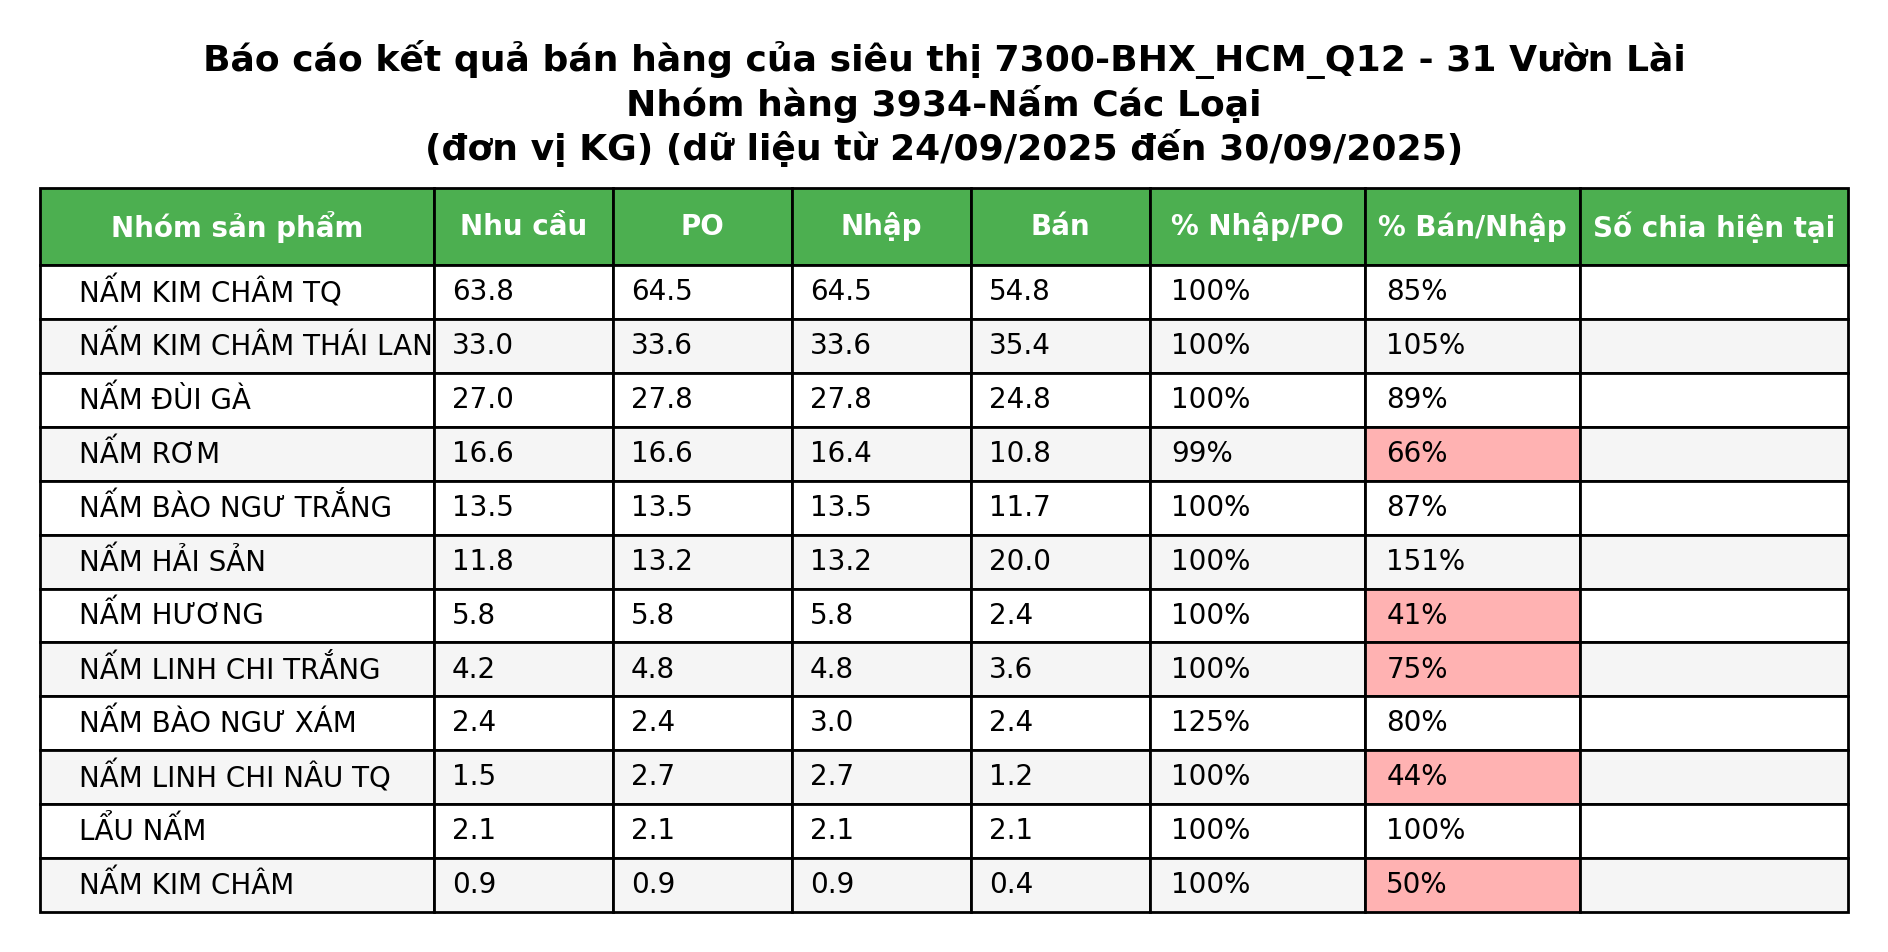 Báo cáo kết quả bán hàng của siêu thị 7300-BHX_HCM_Q12 - 31 Vườn Lài
Nhóm hàng 3934-Nấm Các Loại
(đơn vị KG) (dữ liệu từ 24/09/2025 đến 30/09/2025)
Nhóm sản phẩm Nhu cầu PO Nhập Bán % Nhập/PO % Bán/Nhập Số chia hiện tại
NẤM KIM CHÂM TQ 63.8 64.5 64.5 54.8 100% 85%
NẤM KIM CHÂM THÁI LAN 33.0 33.6 33.6 35.4 100% 105%
NẤM ĐÙI GÀ 27.0 27.8 27.8 24.8 100% 89%
NẤM RƠM 16.6 16.6 16.4 10.8 99% 66%
NẤM BÀO NGƯ TRẮNG 13.5 13.5 13.5 11.7 100% 87%
NẤM HẢI SẢN 11.8 13.2 13.2 20.0 100% 151%
NẤM HƯƠNG 5.8 5.8 5.8 2.4 100% 41%
NẤM LINH CHI TRẮNG 4.2 4.8 4.8 3.6 100% 75%
NẤM BÀO NGƯ XÁM 2.4 2.4 3.0 2.4 125% 80%
NẤM LINH CHI NÂU TQ 1.5 2.7 2.7 1.2 100% 44%
LẨU NẤM 2.1 2.1 2.1 2.1 100% 100%
NẤM KIM CHÂM 0.9 0.9 0.9 0.4 100% 50%